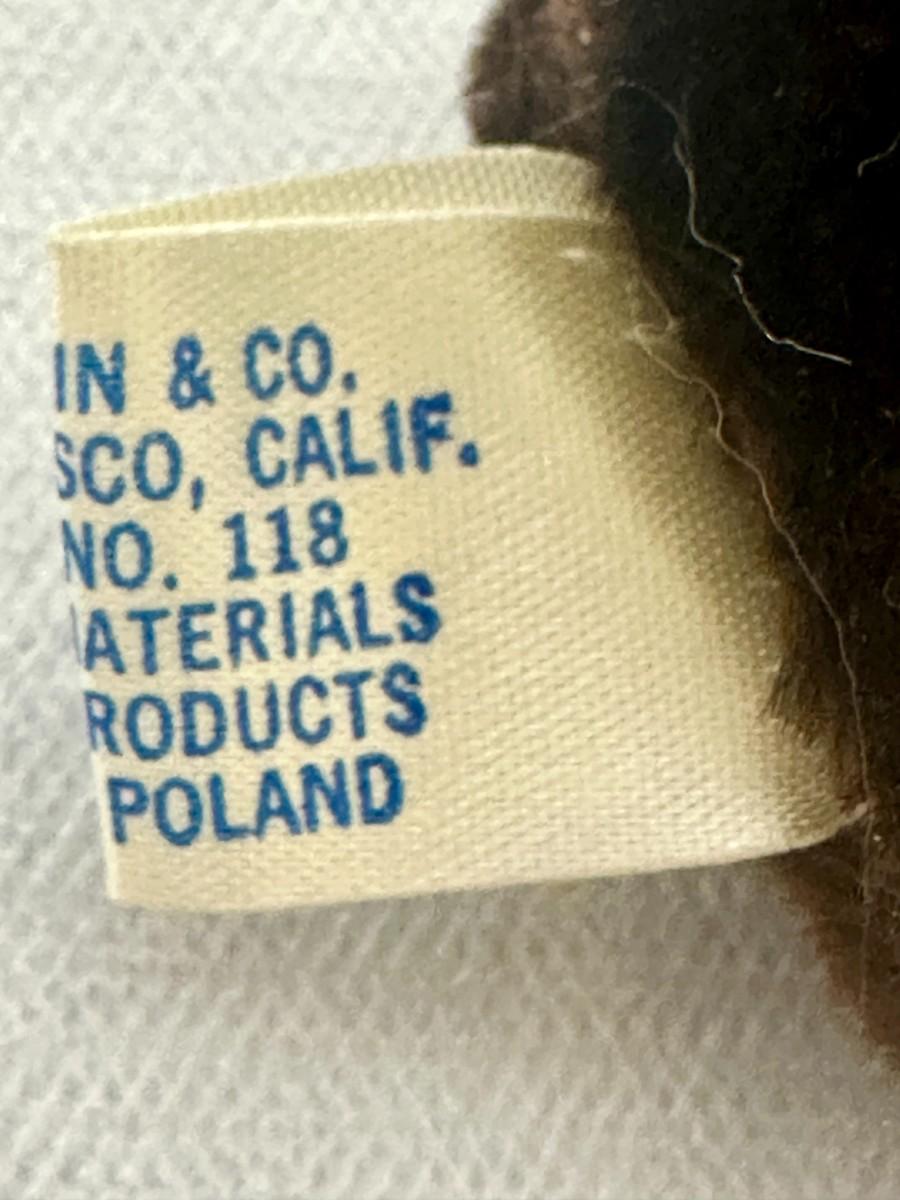 IN & CO.
SCO, CALIF.
NO. 118
ATERIALS
RODUCTS
POLAND